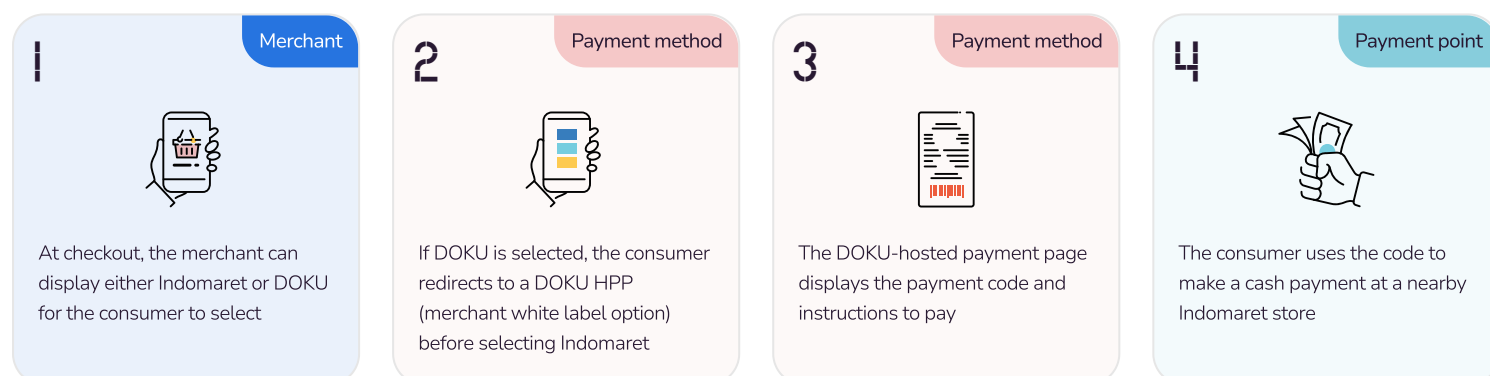 1
Merchant
At checkout, the merchant can
display either Indomaret or DOKU
for the consumer to select
2
Payment method
If DOKU is selected, the consumer
redirects to a DOKU HPP
(merchant white label option)
before selecting Indomaret
3
Payment method
The DOKU-hosted payment page
displays the payment code and
instructions to pay
4
Payment point
The consumer uses the code to
make a cash payment at a nearby
Indomaret store